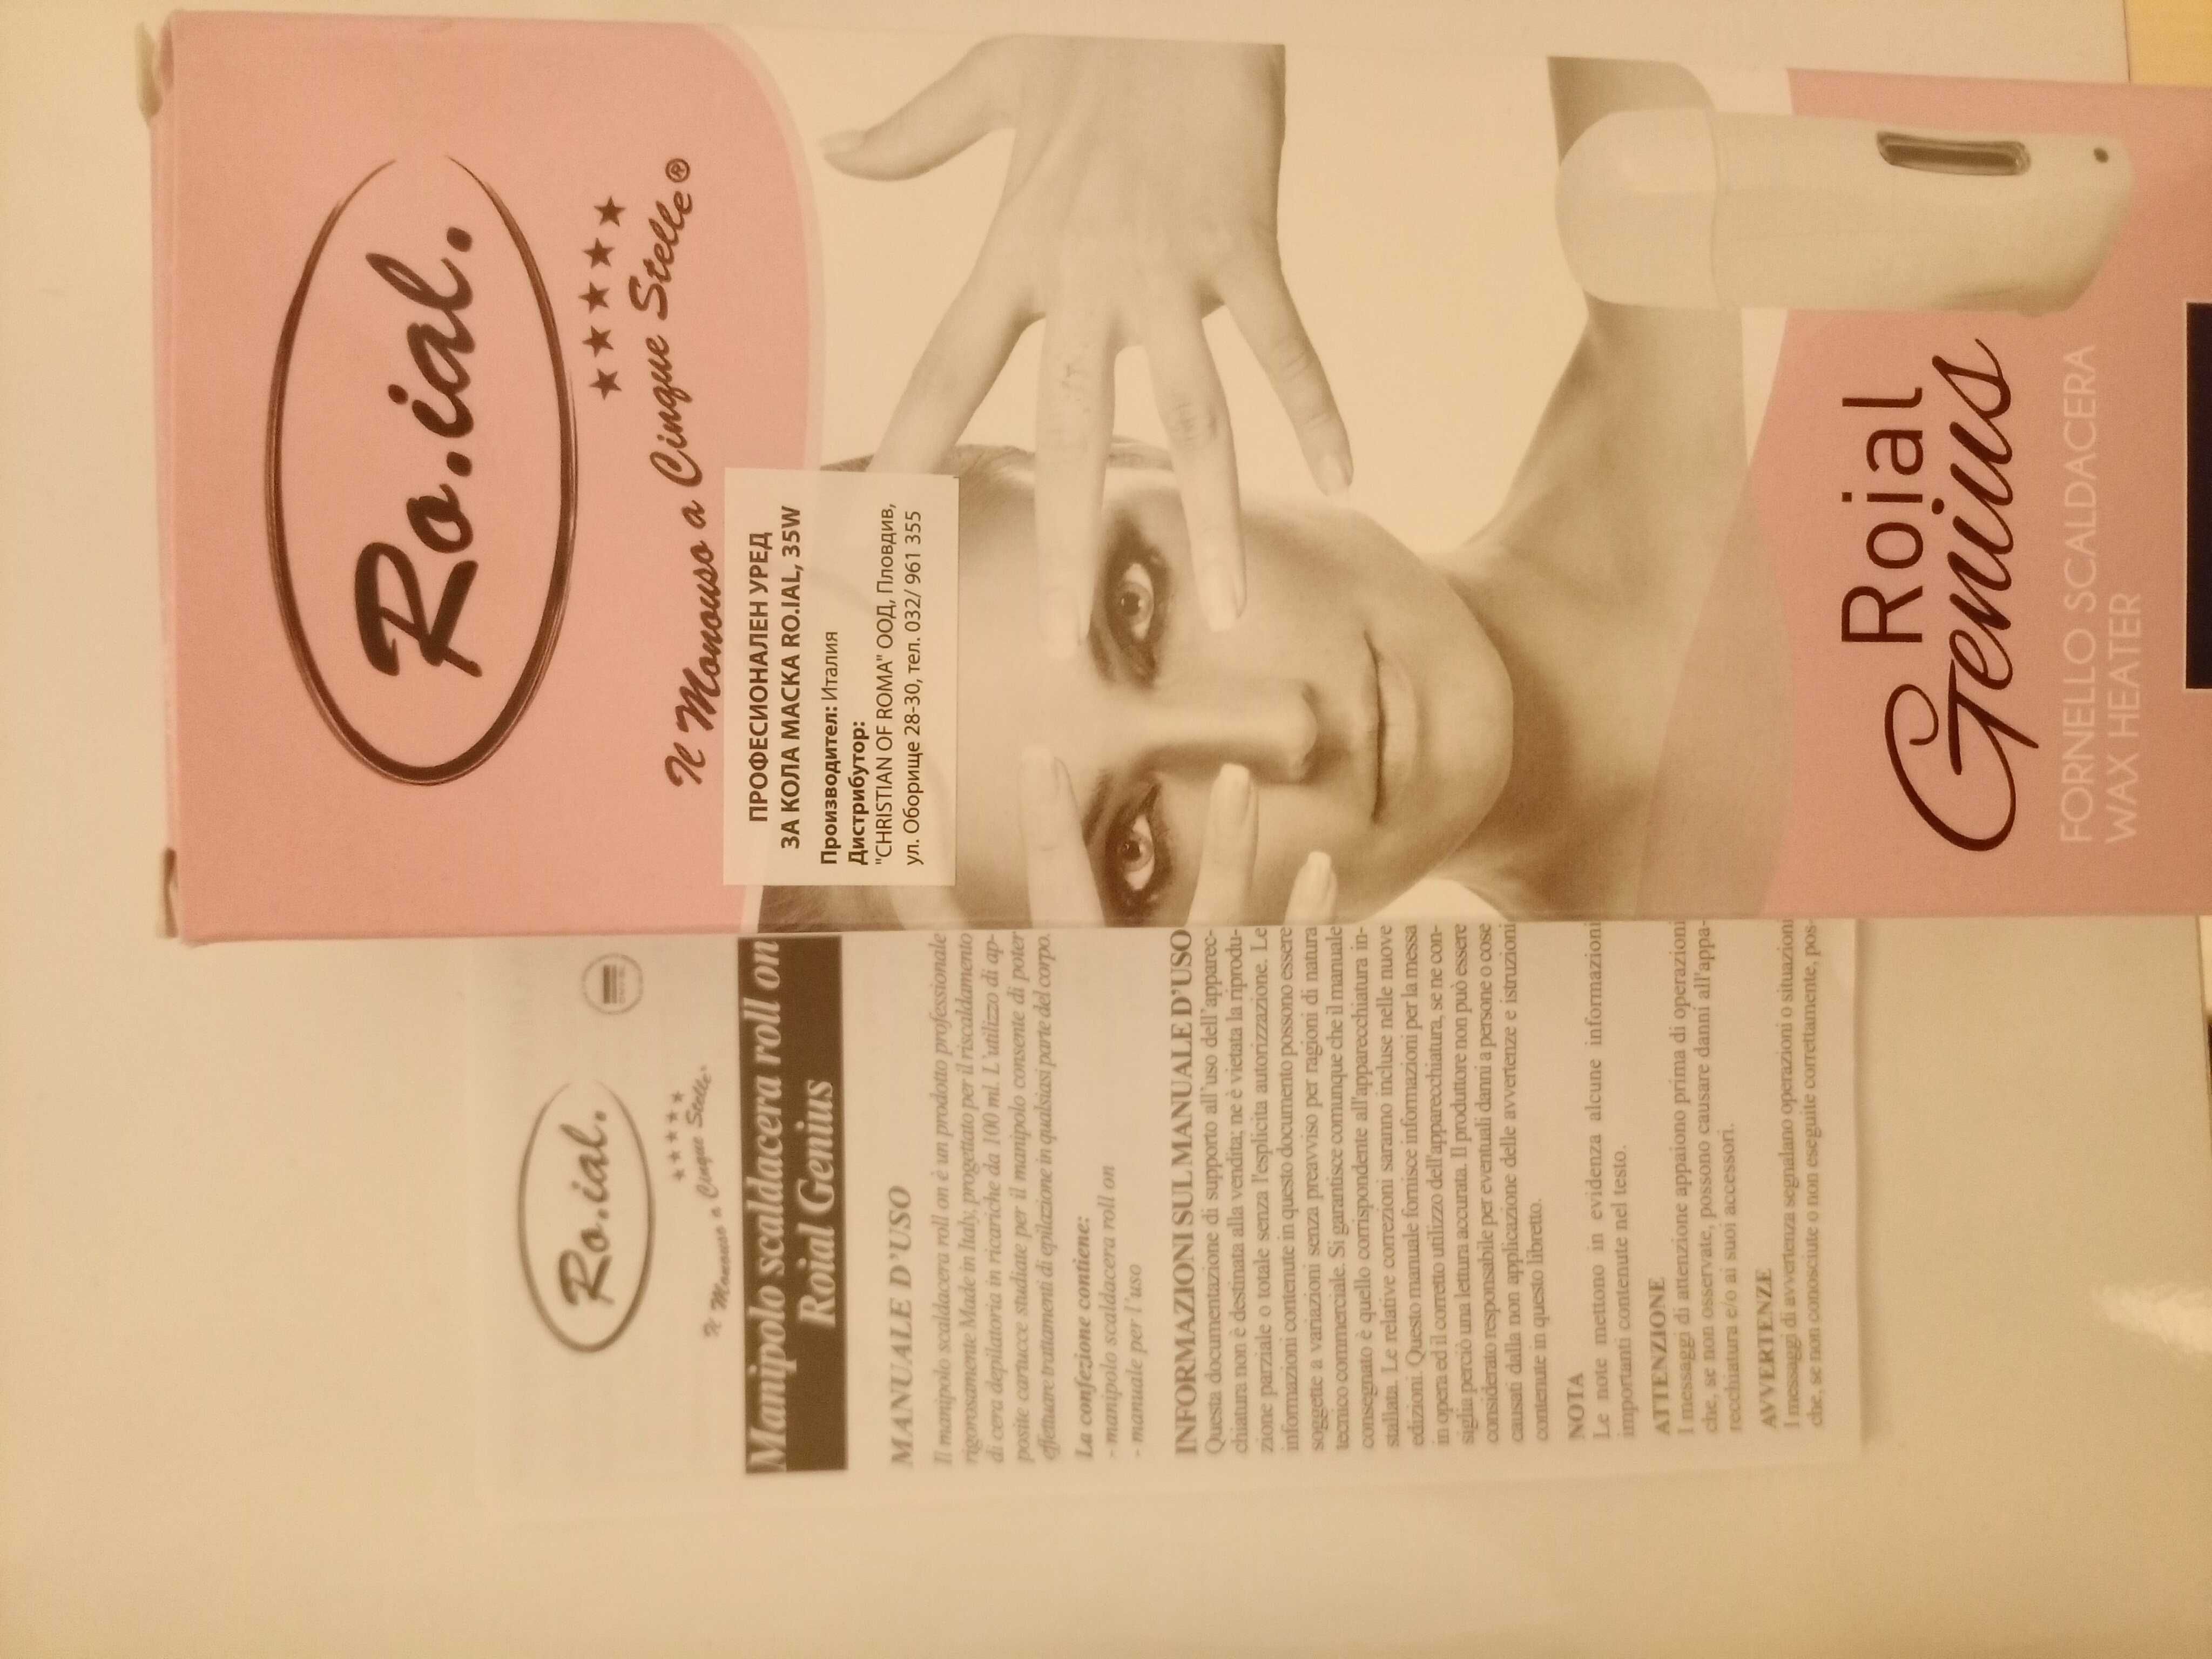 Ro.ial.
Il Monouso a Cinque Stelle®
ПРОФЕСИОНАЛЕН УРЕД
ЗА КОЛА МАСКА RO.IAL, 35W
Производител: Италия
Дистрибутор:
"CHRISTIAN OF ROMA" ООД, Пловдив,
ул. Оборище 28-30, тел. 032/ 961 355
Roial
Genius
FORNELLO SCALDACERA
WAX HEATER
Ro.ial.
Il Monouso a Cinque Stelle
Manipolo scaldacera roll on
Roial Genius
MANUALE D'USO
Il manipolo scaldacera roll on è un prodotto professionale
rigorosamente Made in Italy, progettato per il riscaldamento
di cera depilatoria in ricariche da 100 ml. L'utilizzo di ap-
posite cartucce studiate per il manipolo consente di poter
effettuare trattamenti di epilazione in qualsiasi parte del corpo.
La confezione contiene:
- manipolo scaldacera roll on
- manuale per l'uso
INFORMAZIONI SUL MANUALE D'USO
Questa documentazione di supporto all'uso dell'apparec-
chiatura non è destinata alla vendita; ne è vietata la riprodu-
zione parziale o totale senza l'esplicita autorizzazione. Le
informazioni contenute in questo documento possono essere
soggette a variazioni senza preavviso per ragioni di natura
tecnico commerciale. Si garantisce comunque che il manuale
consegnato è quello corrispondente all'apparecchiatura in-
stallata. Le relative correzioni saranno incluse nelle nuove
edizioni. Questo manuale fornisce informazioni per la messa
in opera ed il corretto utilizzo dell'apparecchiatura, se ne con-
siglia perciò una lettura accurata. Il produttore non può essere
considerato responsabile per eventuali danni a persone o cose
causati dalla non applicazione delle avvertenze e istruzioni
contenute in questo libretto.
NOTA
Le note mettono in evidenza alcune informazioni
importanti contenute nel testo.
ATTENZIONE
I messaggi di attenzione appaiono prima di operazioni
che, se non osservate, possono causare danni all'appa-
recchiatura e/o ai suoi accessori.
AVVERTENZE
I messaggi di avvertenza segnalano operazioni o situazioni
che, se non conosciute o non eseguite correttamente, pos-